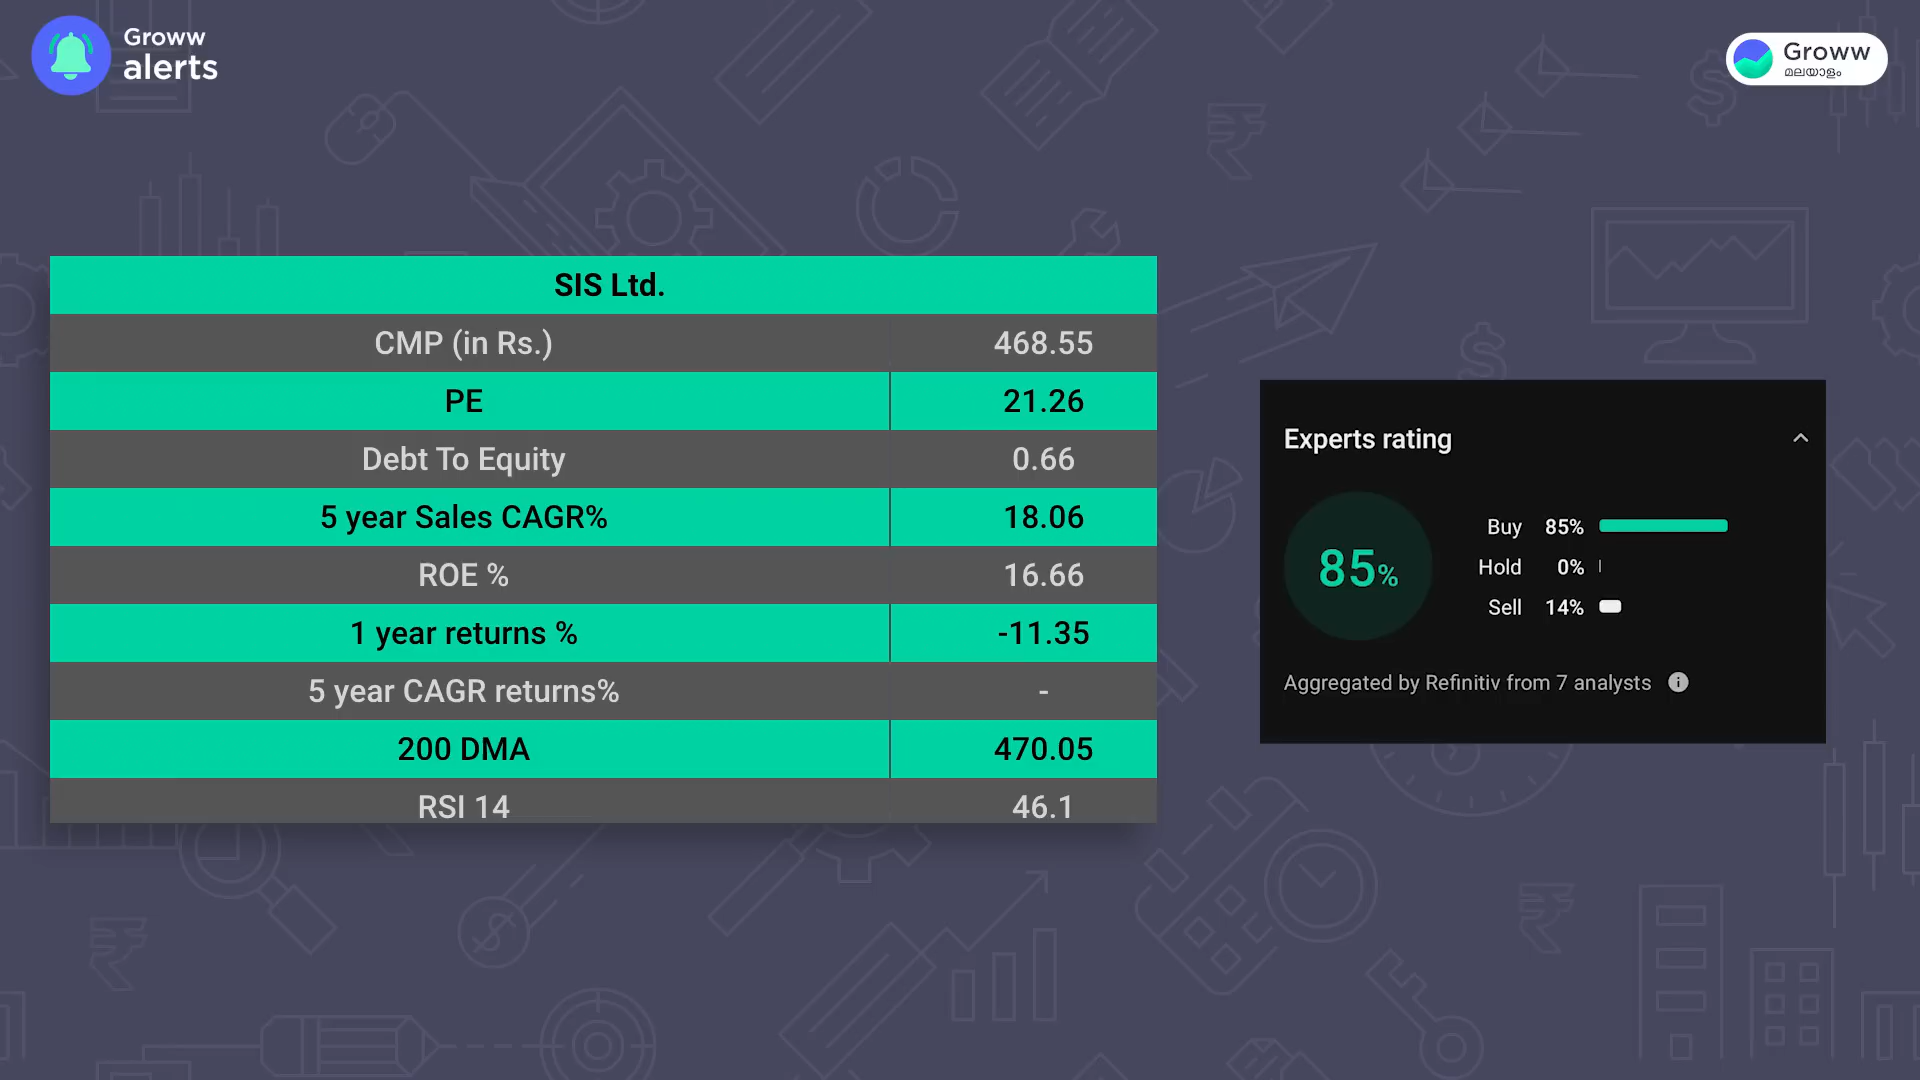 Groww
alerts
Groww
മലയാളം
SIS Ltd.
CMP (in Rs.) 468.55
PE 21.26
Debt To Equity 0.66
5 year Sales CAGR% 18.06
ROE % 16.66
1 year returns % -11.35
5 year CAGR returns% -
200 DMA 470.05
RSI 14 46.1
Experts rating
85%
Buy 85%
Hold 0%
Sell 14%
Aggregated by Refinitiv from 7 analysts